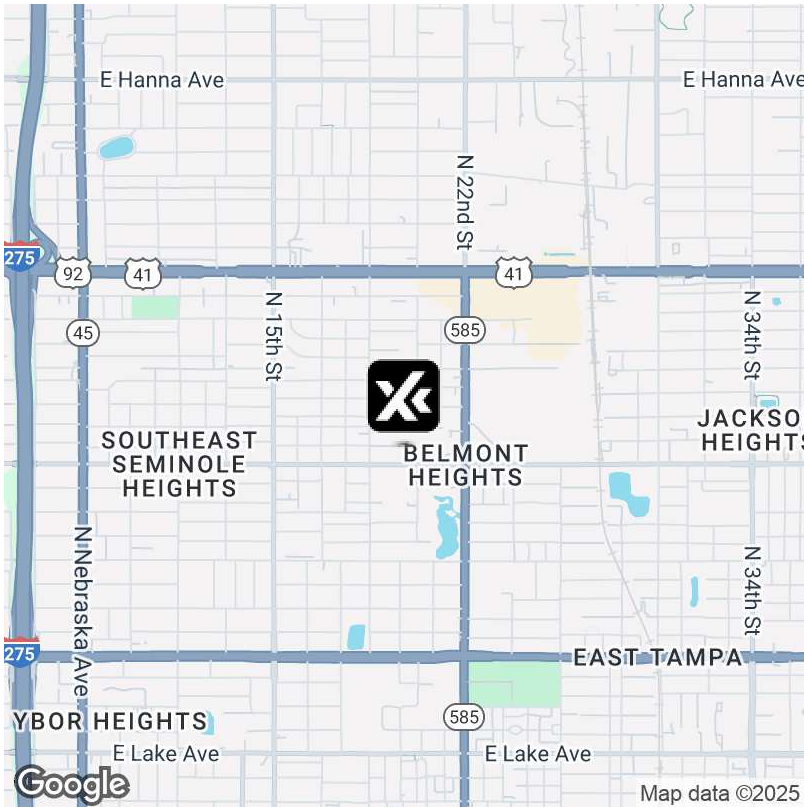 E Hanna Ave
E Hanna Ave
N 22nd St
275
92
41
41
N 15th St
45
585
N 34th St
JACKSO
HEIGHTS
SOUTHEAST
SEMINOLE
HEIGHTS
BELMONT
HEIGHTS
N Nebraska Ave
N 34th St
275
EAST TAMPA
YBOR HEIGHTS
585
E Lake Ave
E Lake Ave
Google
Map data ©2025